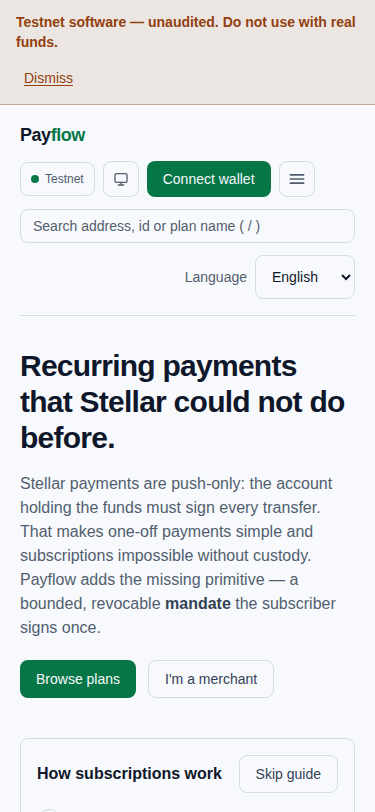 Testnet software — unaudited. Do not use with real
funds.
Dismiss
Payflow
Testnet
Connect wallet
Search address, id or plan name ( / )
Language
English
Recurring payments
that Stellar could not do
before.
Stellar payments are push-only: the account
holding the funds must sign every transfer.
That makes one-off payments simple and
subscriptions impossible without custody.
Payflow adds the missing primitive — a
bounded, revocable mandate the subscriber
signs once.
Browse plans
I'm a merchant
How subscriptions work
Skip guide